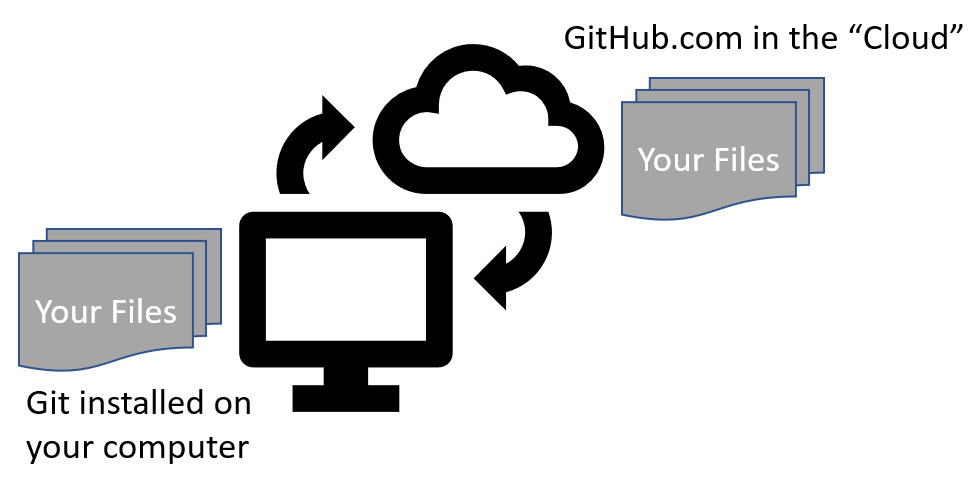 GitHub.com in the “Cloud”
Your Files
Your Files
Git installed on
your computer